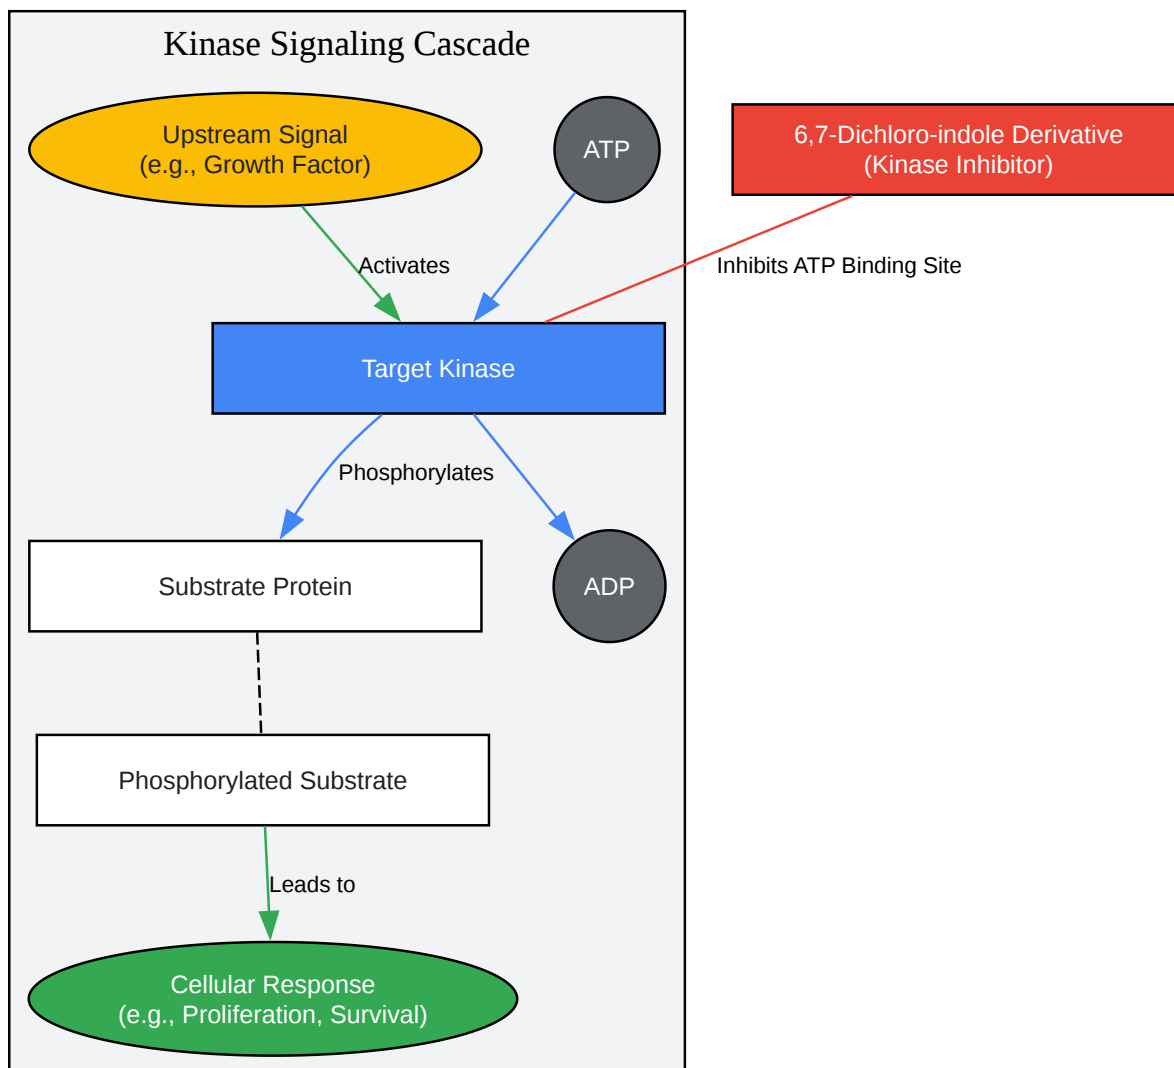 Kinase Signaling Cascade
Upstream Signal
(e.g., Growth Factor)
ATP
6,7-Dichloro-indole Derivative
(Kinase Inhibitor)
Activates
Inhibits ATP Binding Site
Target Kinase
Phosphorylates
Substrate Protein
ADP
Phosphorylated Substrate
Leads to
Cellular Response
(e.g., Proliferation, Survival)